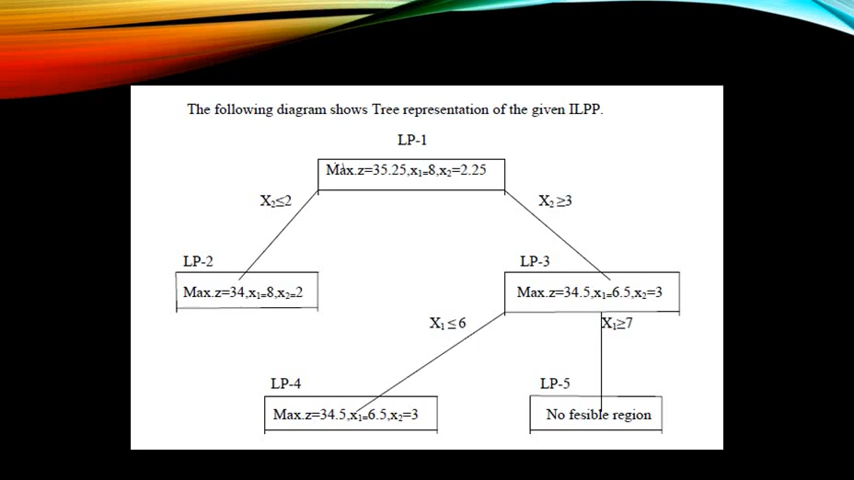 The following diagram shows Tree representation of the given ILPP.
LP-1
Max.z=35.25,x₁₌8,x₂=2.25
X₂≤2
X₂ ≥3
LP-2
LP-3
Max.z=34,x₁₌8,x₂₌2
Max.z=34.5,x₁₌6.5,x₂=3
X₁ ≤ 6
X₁≥7
LP-4
LP-5
Max.z=34.5,x₁₌6.5,x₂=3
No fesible region